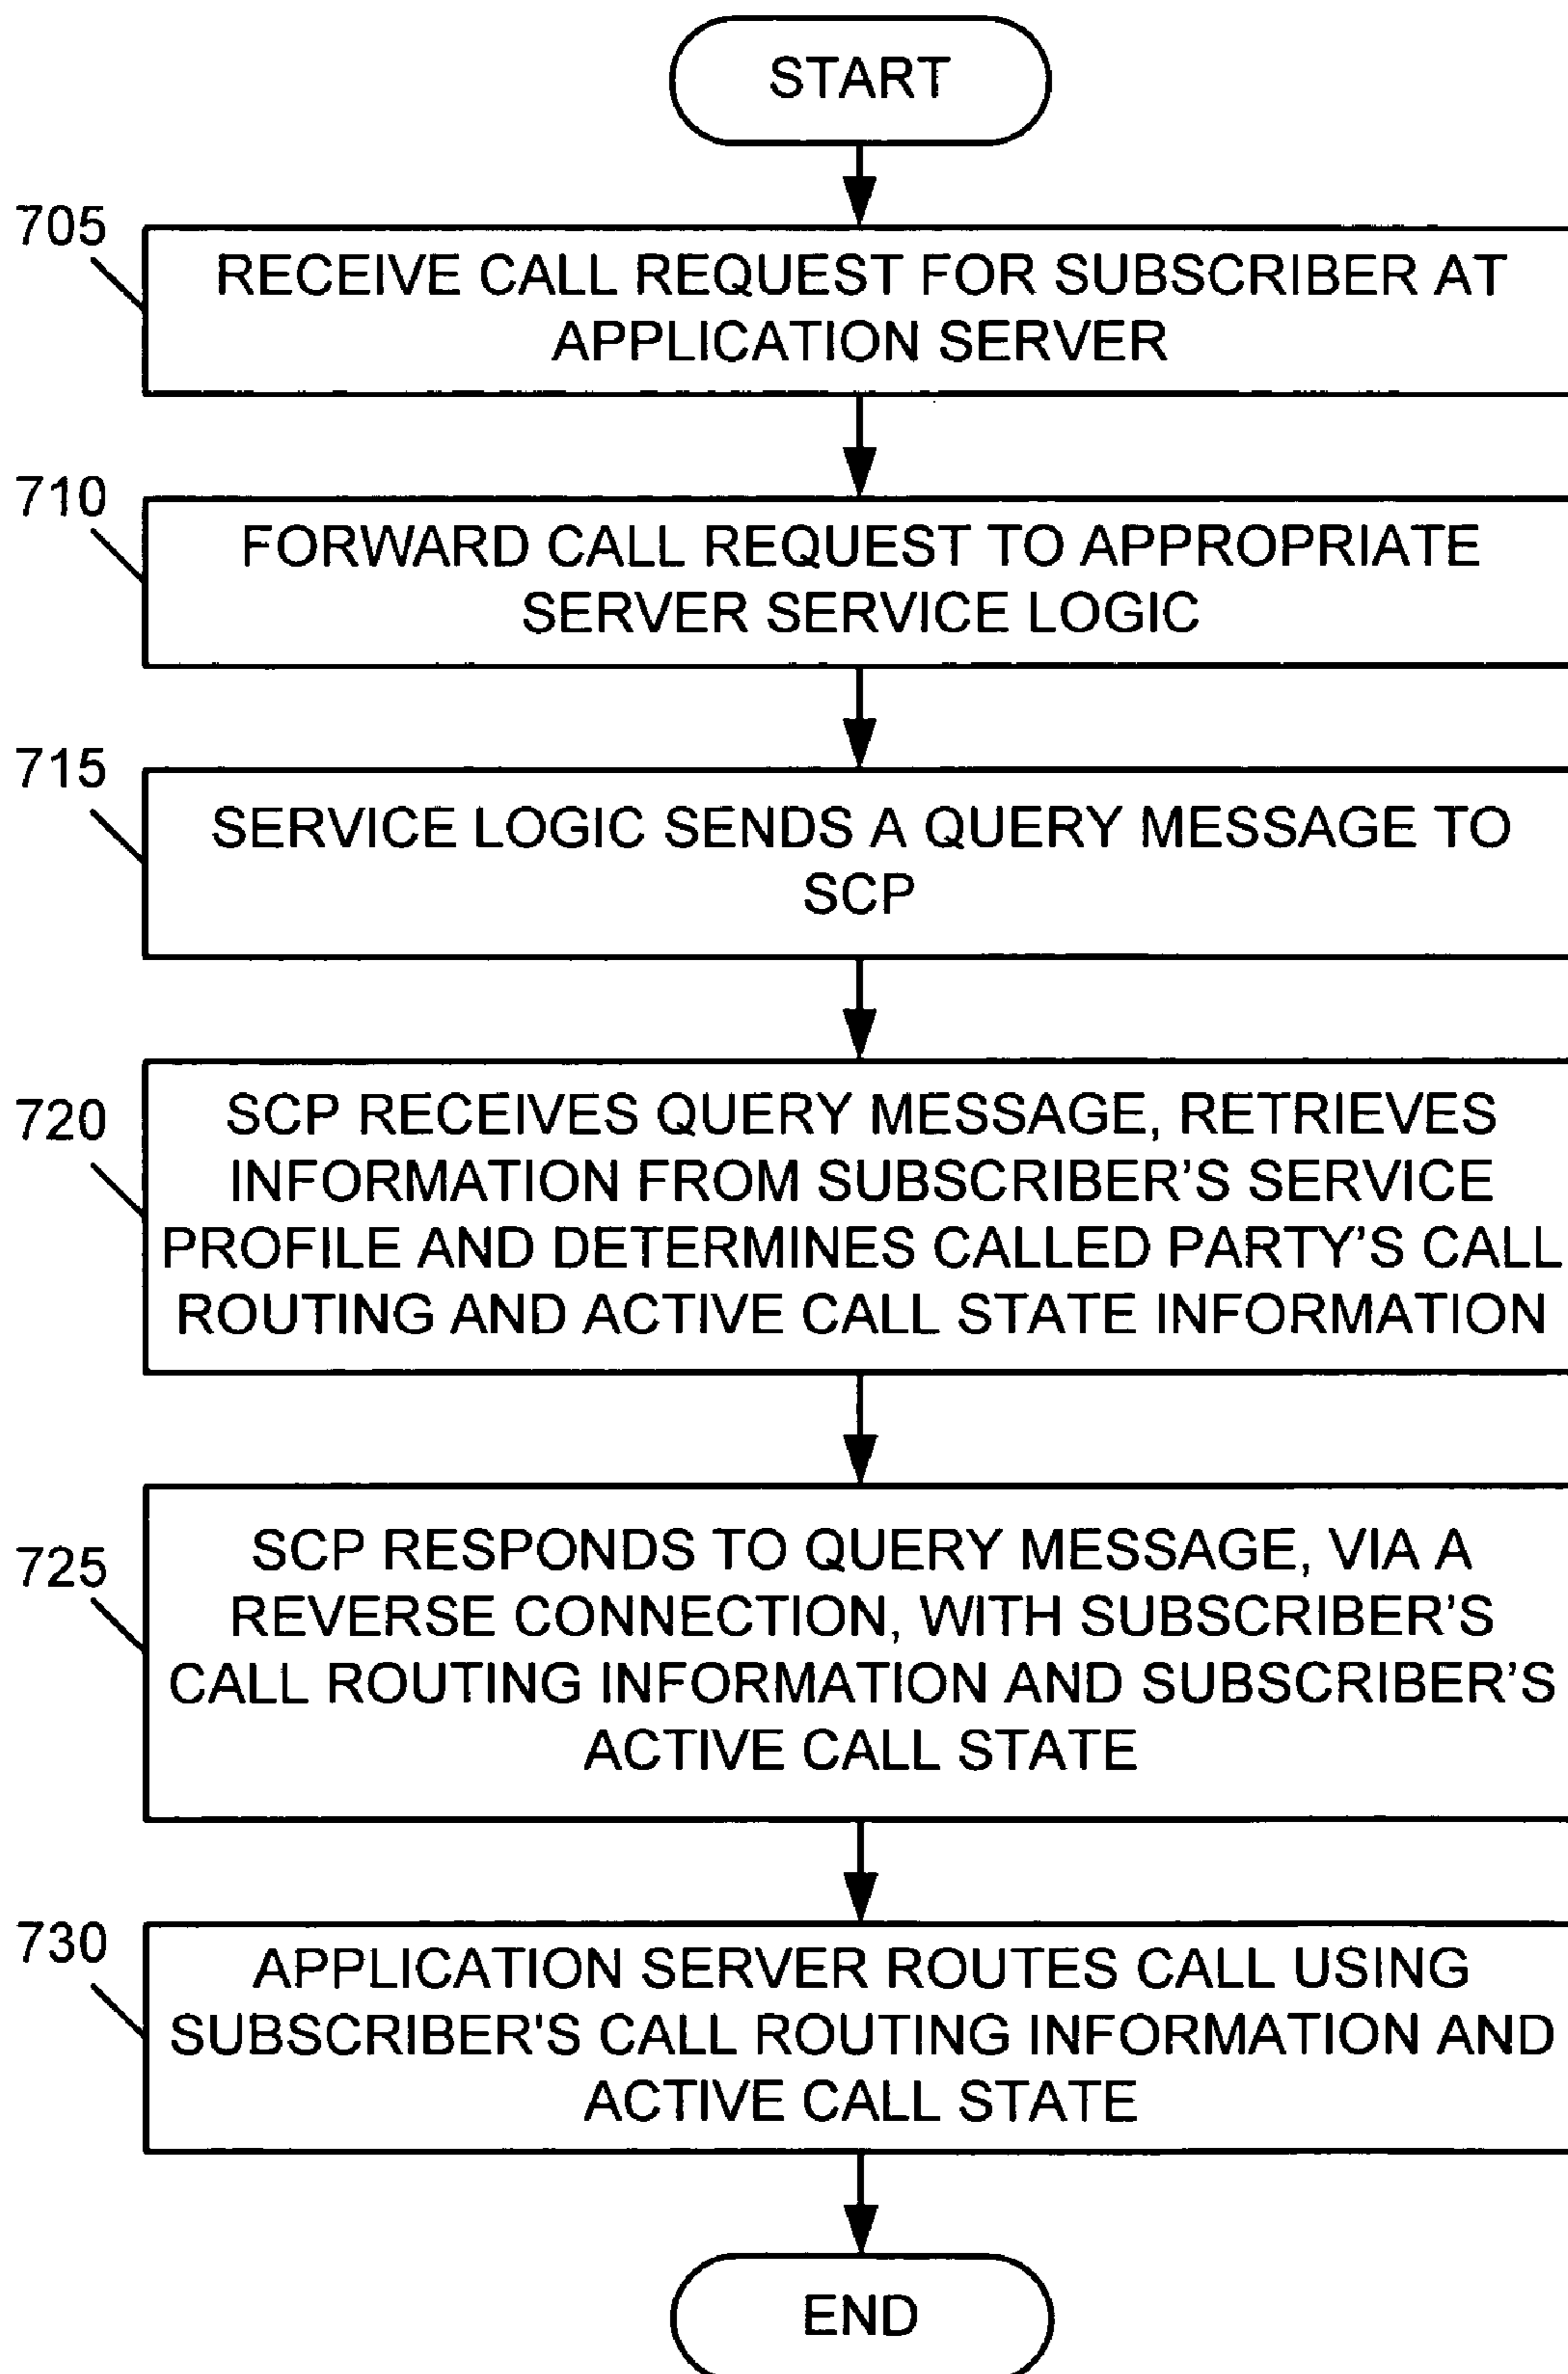 START
705
RECEIVE CALL REQUEST FOR SUBSCRIBER AT
APPLICATION SERVER
710
FORWARD CALL REQUEST TO APPROPRIATE
SERVER SERVICE LOGIC
715
SERVICE LOGIC SENDS A QUERY MESSAGE TO
SCP
720
SCP RECEIVES QUERY MESSAGE, RETRIEVES
INFORMATION FROM SUBSCRIBER’S SERVICE
PROFILE AND DETERMINES CALLED PARTY’S CALL
ROUTING AND ACTIVE CALL STATE INFORMATION
725
SCP RESPONDS TO QUERY MESSAGE, VIA A
REVERSE CONNECTION, WITH SUBSCRIBER’S
CALL ROUTING INFORMATION AND SUBSCRIBER’S
ACTIVE CALL STATE
730
APPLICATION SERVER ROUTES CALL USING
SUBSCRIBER'S CALL ROUTING INFORMATION AND
ACTIVE CALL STATE
END